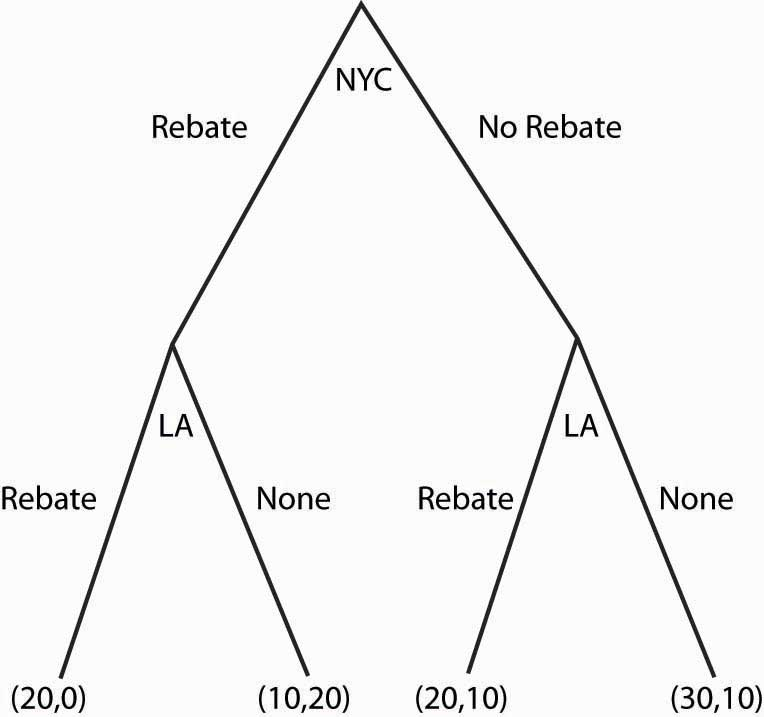 NYC
Rebate
No Rebate
LA
LA
Rebate
None
Rebate
None
(20,0)
(10,20)
(20,10)
(30,10)